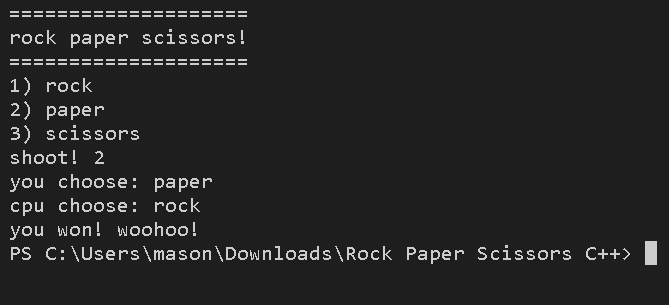 ====================
rock paper scissors!
====================
1) rock
2) paper
3) scissors
shoot! 2
you choose: paper
cpu choose: rock
you won! woohoo!
PS C:\Users\mason\Downloads\Rock Paper Scissors C++>